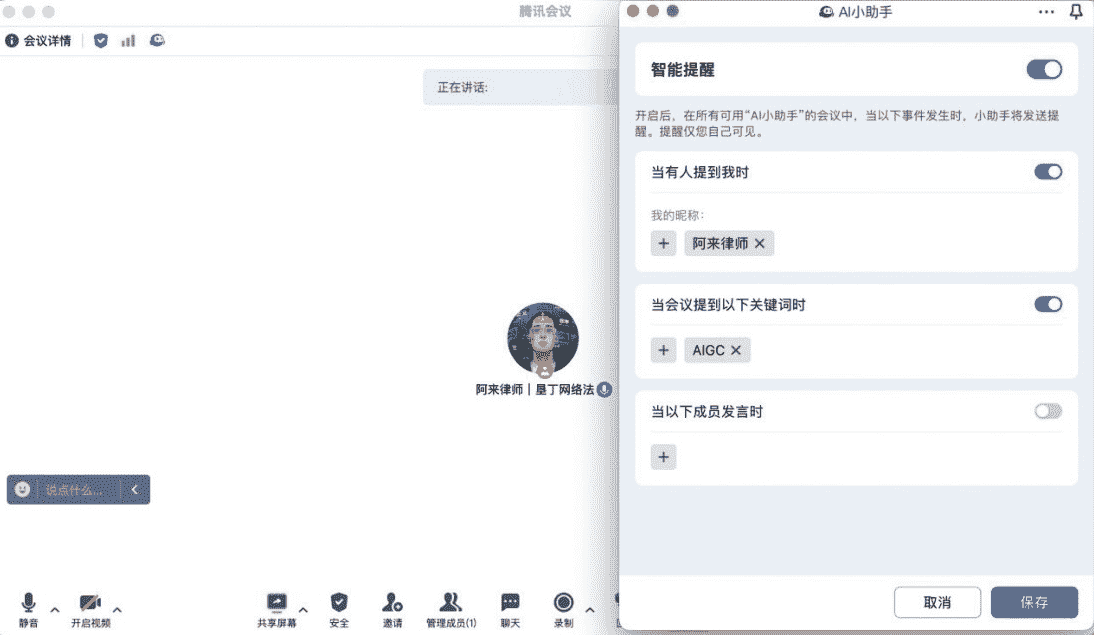 腾讯会议
会议详情
正在讲话:
阿来律师｜垦丁网络法
说点什么...
静音
开启视频
共享屏幕
安全
邀请
管理成员(1)
聊天
录制
AI小助手
智能提醒
开启后，在所有可用“AI小助手”的会议中，当以下事件发生时，小助手将发送提
醒。提醒仅您自己可见。
当有人提到我时
我的昵称：
+ 阿来律师 ×
当会议提到以下关键词时
+ AIGC ×
当以下成员发言时
+
取消
保存